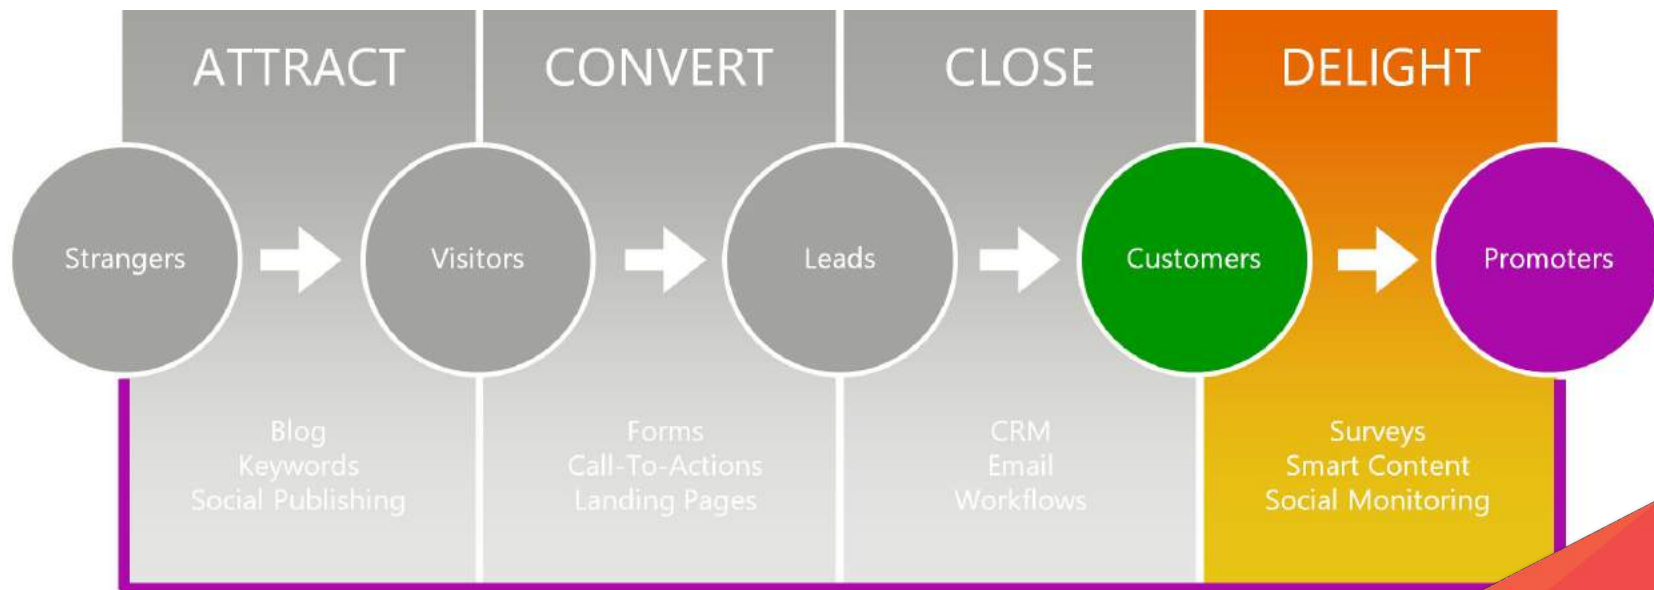 ATTRACT
CONVERT
CLOSE
DELIGHT
Strangers
Visitors
Leads
Customers
Promoters
Blog
Keywords
Social Publishing
Forms
Call-To-Actions
Landing Pages
CRM
Email
Workflows
Surveys
Smart Content
Social Monitoring